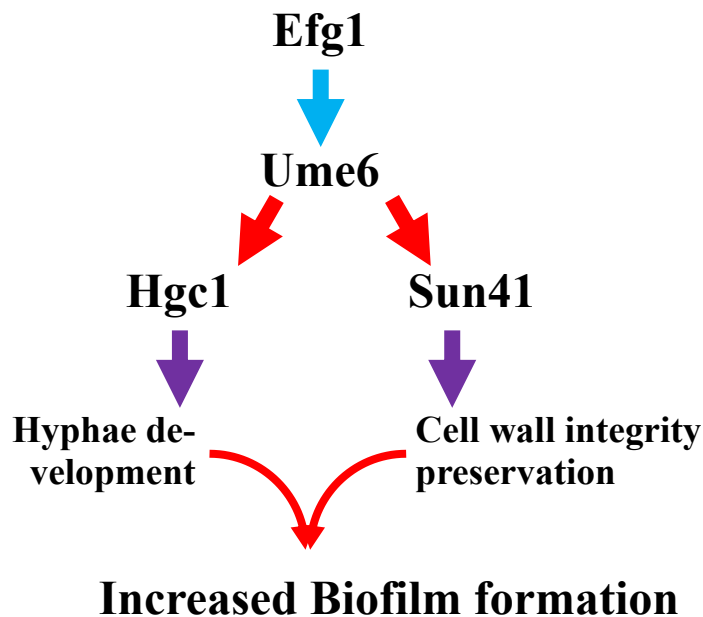 Efg1
Ume6
Hgc1
Sun41
Hyphae de-
velopment
Cell wall integrity
preservation
Increased Biofilm formation